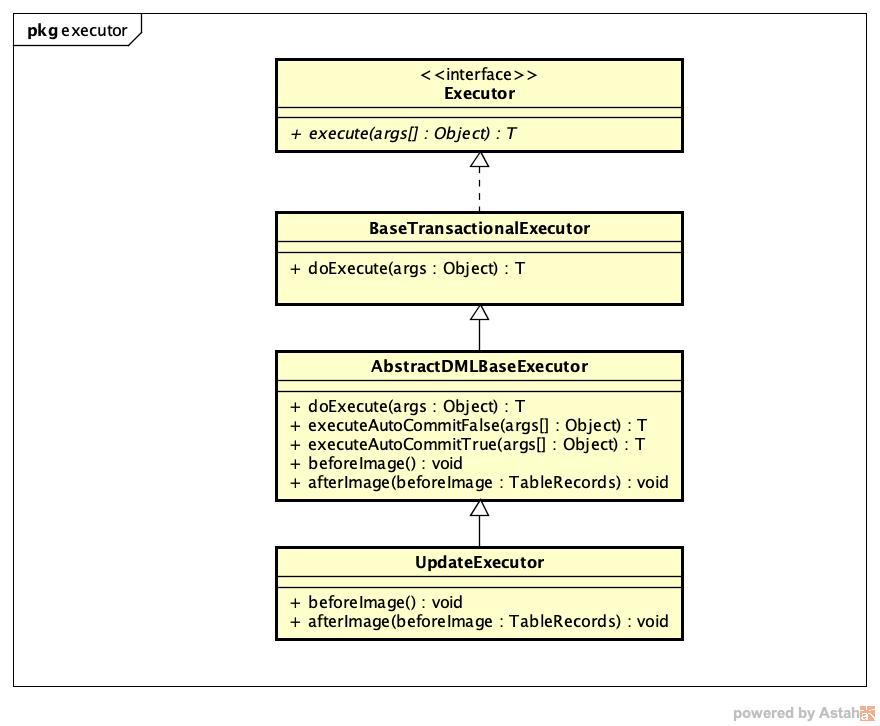 pkg executor
<<interface>>
Executor
+ execute(args[] : Object) : T
BaseTransactionalExecutor
+ doExecute(args : Object) : T
AbstractDMLBaseExecutor
+ doExecute(args : Object) : T
+ executeAutoCommitFalse(args[] : Object) : T
+ executeAutoCommitTrue(args[] : Object) : T
+ beforeImage() : void
+ afterImage(beforeImage : TableRecords) : void
UpdateExecutor
+ beforeImage() : void
+ afterImage(beforeImage : TableRecords) : void
powered by Astah